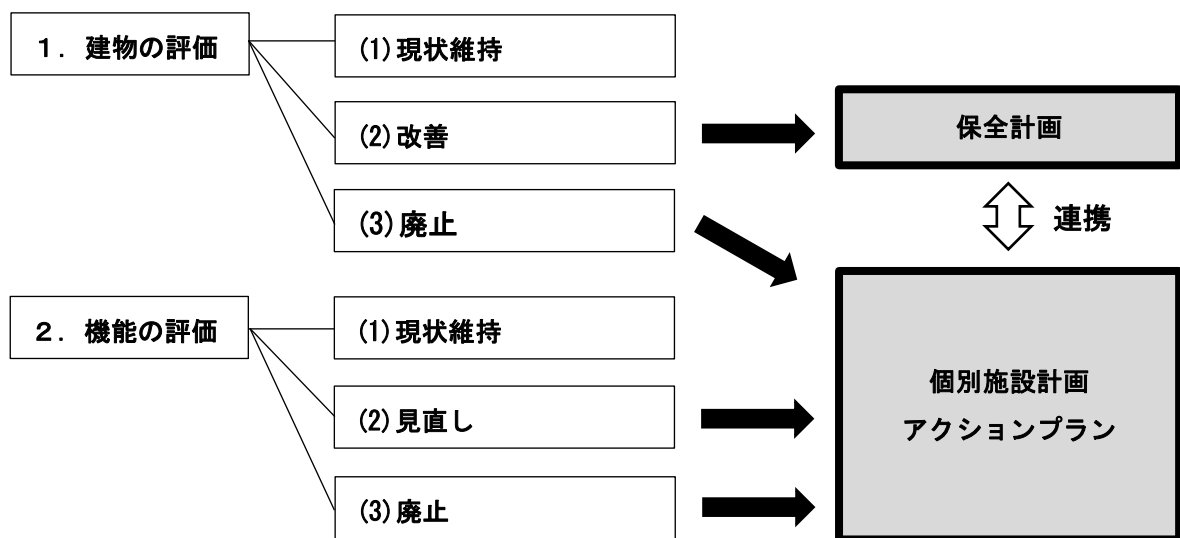 １．建物の評価
(1)現状維持
(2)改善
(3)廃止
保全計画
連携
２．機能の評価
(1)現状維持
(2)見直し
(3)廃止
個別施設計画
アクションプラン